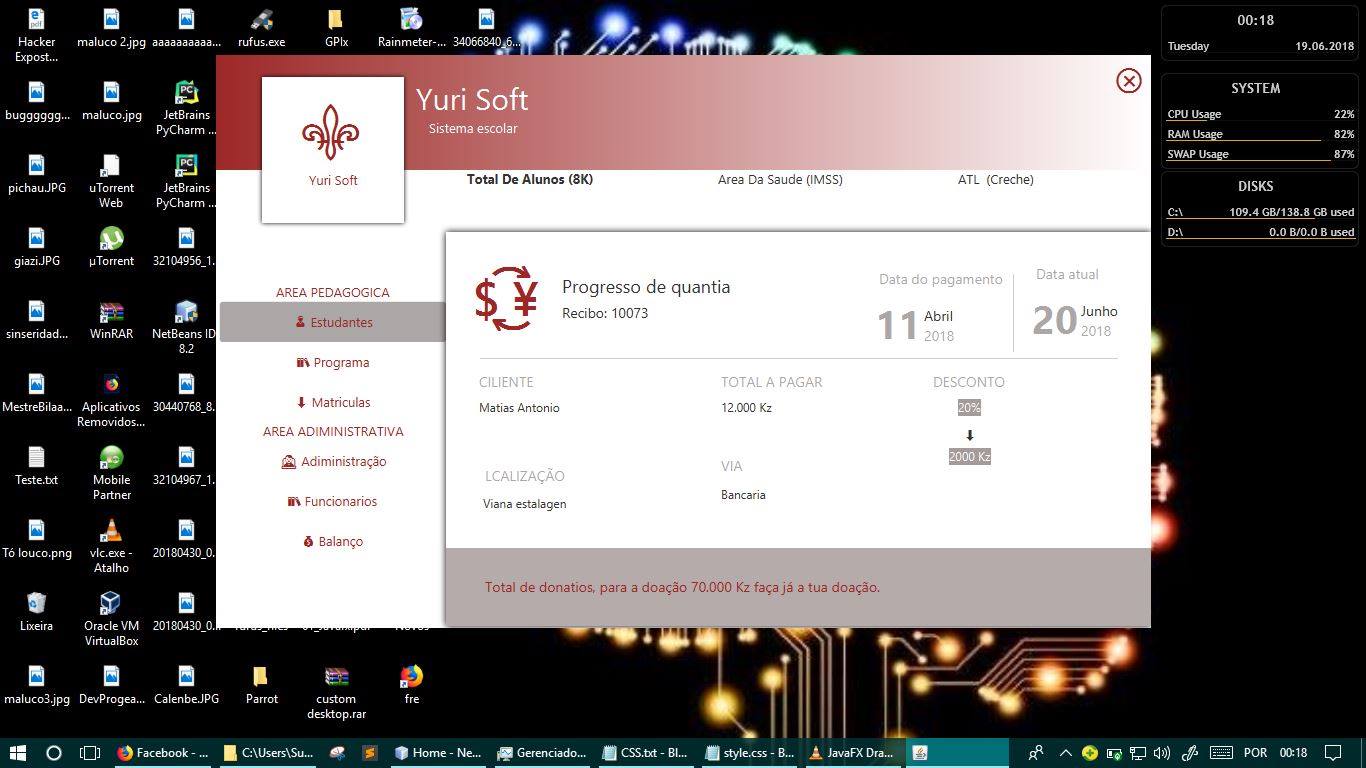 Hacker
Expost...
maluco 2.jpg
aaaaaaaaaa...
rufus.exe
GPlx
Rainmeter-...
34066840_6...
bugggggg...
maluco.jpg
JetBrains
PyCharm ...
pichau.JPG
uTorrent
Web
JetBrains
PyCharm ...
giazi.JPG
µTorrent
32104956_1...
sinseridad...
WinRAR
NetBeans ID
8.2
MestreBilaa...
Aplicativos
Removidos...
30440768_8...
Teste.txt
Mobile
Partner
32104967_1...
Tó louco.png
vlc.exe -
Atalho
20180430_0...
Lixeira
Oracle VM
VirtualBox
20180430_0...
maluco3.jpg
DevProgea...
Calenbe.JPG
Parrot
custom
desktop.rar
fre
Yuri Soft
Sistema escolar
Yuri Soft
Total De Alunos (8K)
Area Da Saude (IMSS)
ATL (Creche)
AREA PEDAGOGICA
Estudantes
Programa
Matriculas
AREA ADIMINISTRATIVA
Adiministração
Funcionarios
Balanço
Progresso de quantia
Recibo: 10073
Data do pagamento
11 Abril
2018
Data atual
20 Junho
2018
CILIENTE
Matias Antonio
TOTAL A PAGAR
12.000 Kz
DESCONTO
20%
2000 Kz
LCALIZAÇÃO
Viana estalagen
VIA
Bancaria
Total de donatios, para a doação 70.000 Kz faça já a tua doação.
00:18
Tuesday
19.06.2018
SYSTEM
CPU Usage
22%
RAM Usage
82%
SWAP Usage
87%
DISKS
C:\
109.4 GB/138.8 GB used
D:\
0.0 B/0.0 B used
Facebook - ...
C:\Users\Su...
Home - Ne...
Gerenciado...
CSS.txt - Bl...
style.css - B...
JavaFX Dra...
POR
00:18